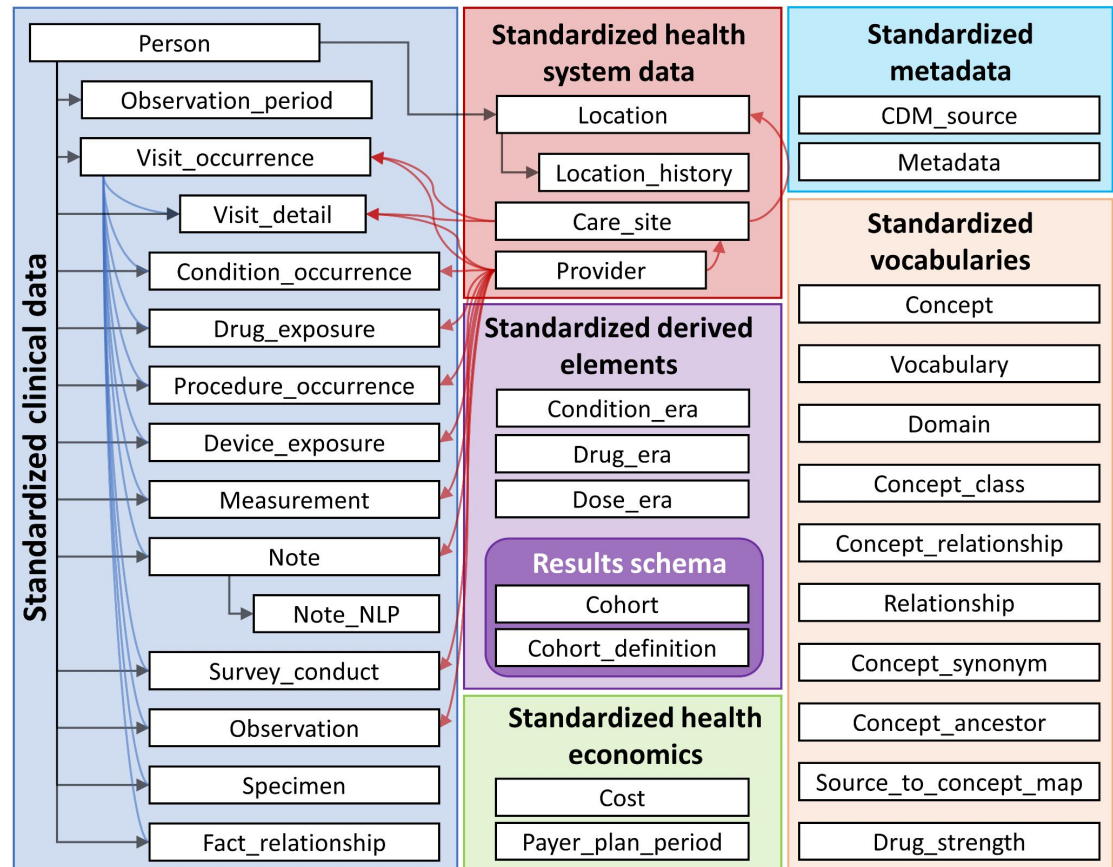 Standardized clinical data
Person
Observation_period
Visit_occurrence
Visit_detail
Condition_occurrence
Drug_exposure
Procedure_occurrence
Device_exposure
Measurement
Note
Note_NLP
Survey_conduct
Observation
Specimen
Fact_relationship
Standardized health
system data
Location
Location_history
Care_site
Provider
Standardized derived
elements
Condition_era
Drug_era
Dose_era
Results schema
Cohort
Cohort_definition
Standardized health
economics
Cost
Payer_plan_period
Standardized
metadata
CDM_source
Metadata
Standardized
vocabularies
Concept
Vocabulary
Domain
Concept_class
Concept_relationship
Relationship
Concept_synonym
Concept_ancestor
Source_to_concept_map
Drug_strength